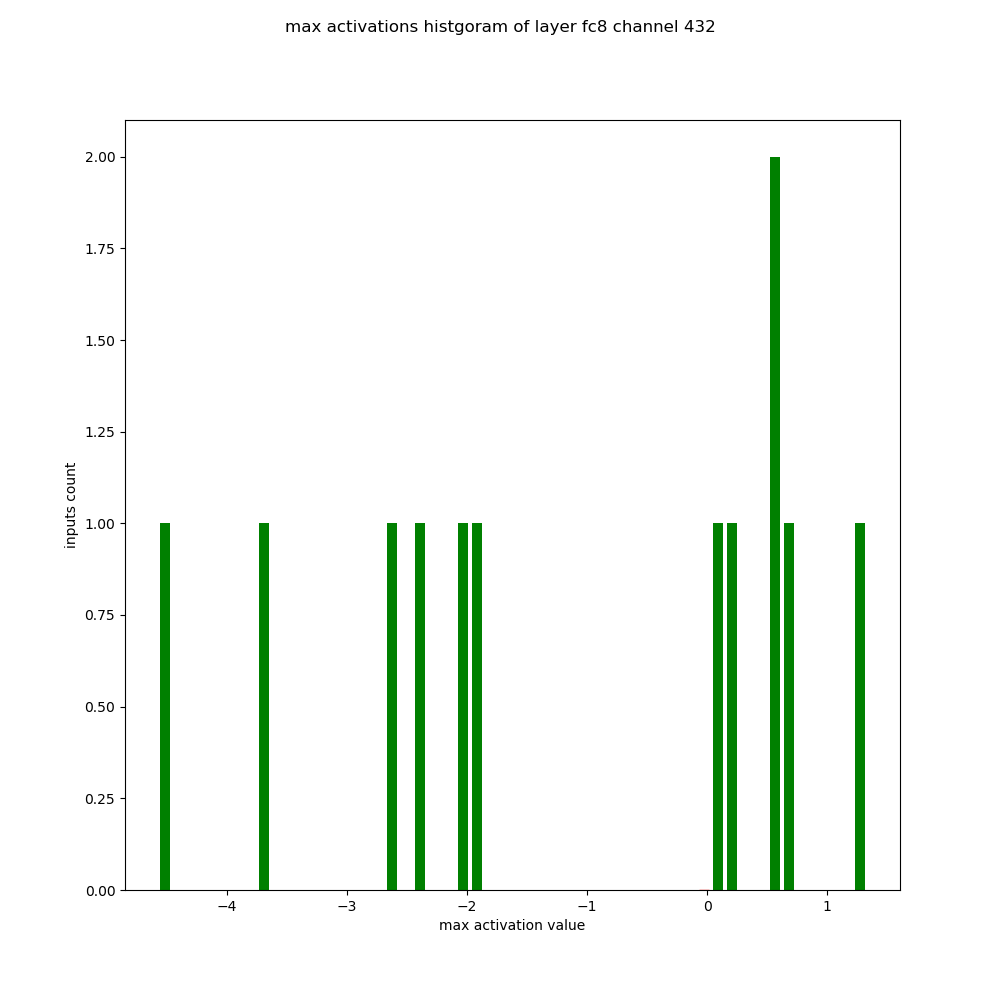 max activations histgoram of layer fc8 channel 432
2.00
1.75
1.50
1.25
1.00
0.75
0.50
0.25
0.00
inputs count
−4 −3 −2 −1 0 1
max activation value